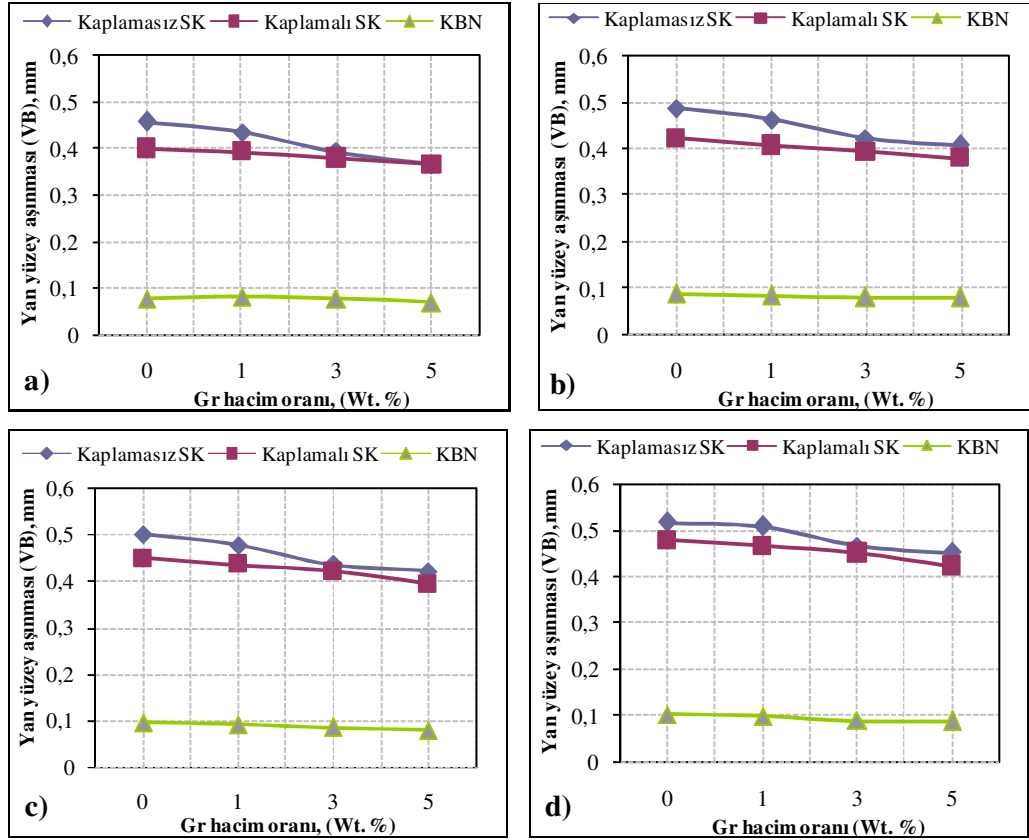 KaplamasızSK Kaplamalı SK KBN
Yan yüzey aşınması (VB), mm
0,6
0,5
0,4
0,3
0,2
0,1
0
0 1 3 5
Gr hacim oranı, (Wt. %)
a)
Kaplamasız SK Kaplamalı SK KBN
Yan yüzey aşınması (VB), mm
0,6
0,5
0,4
0,3
0,2
0,1
0
0 1 3 5
Gr hacim oranı, (Wt. %)
b)
KaplamasızSK Kaplamalı SK KBN
Yan yüzey aşınması (VB), mm
0,6
0,5
0,4
0,3
0,2
0,1
0
0 1 3 5
Gr hacim oranı, (Wt. %)
c)
KaplamasızSK Kaplamalı SK KBN
Yan yüzey aşınması (VB), mm
0,6
0,5
0,4
0,3
0,2
0,1
0
0 1 3 5
Gr hacim oranı (Wt. %)
d)